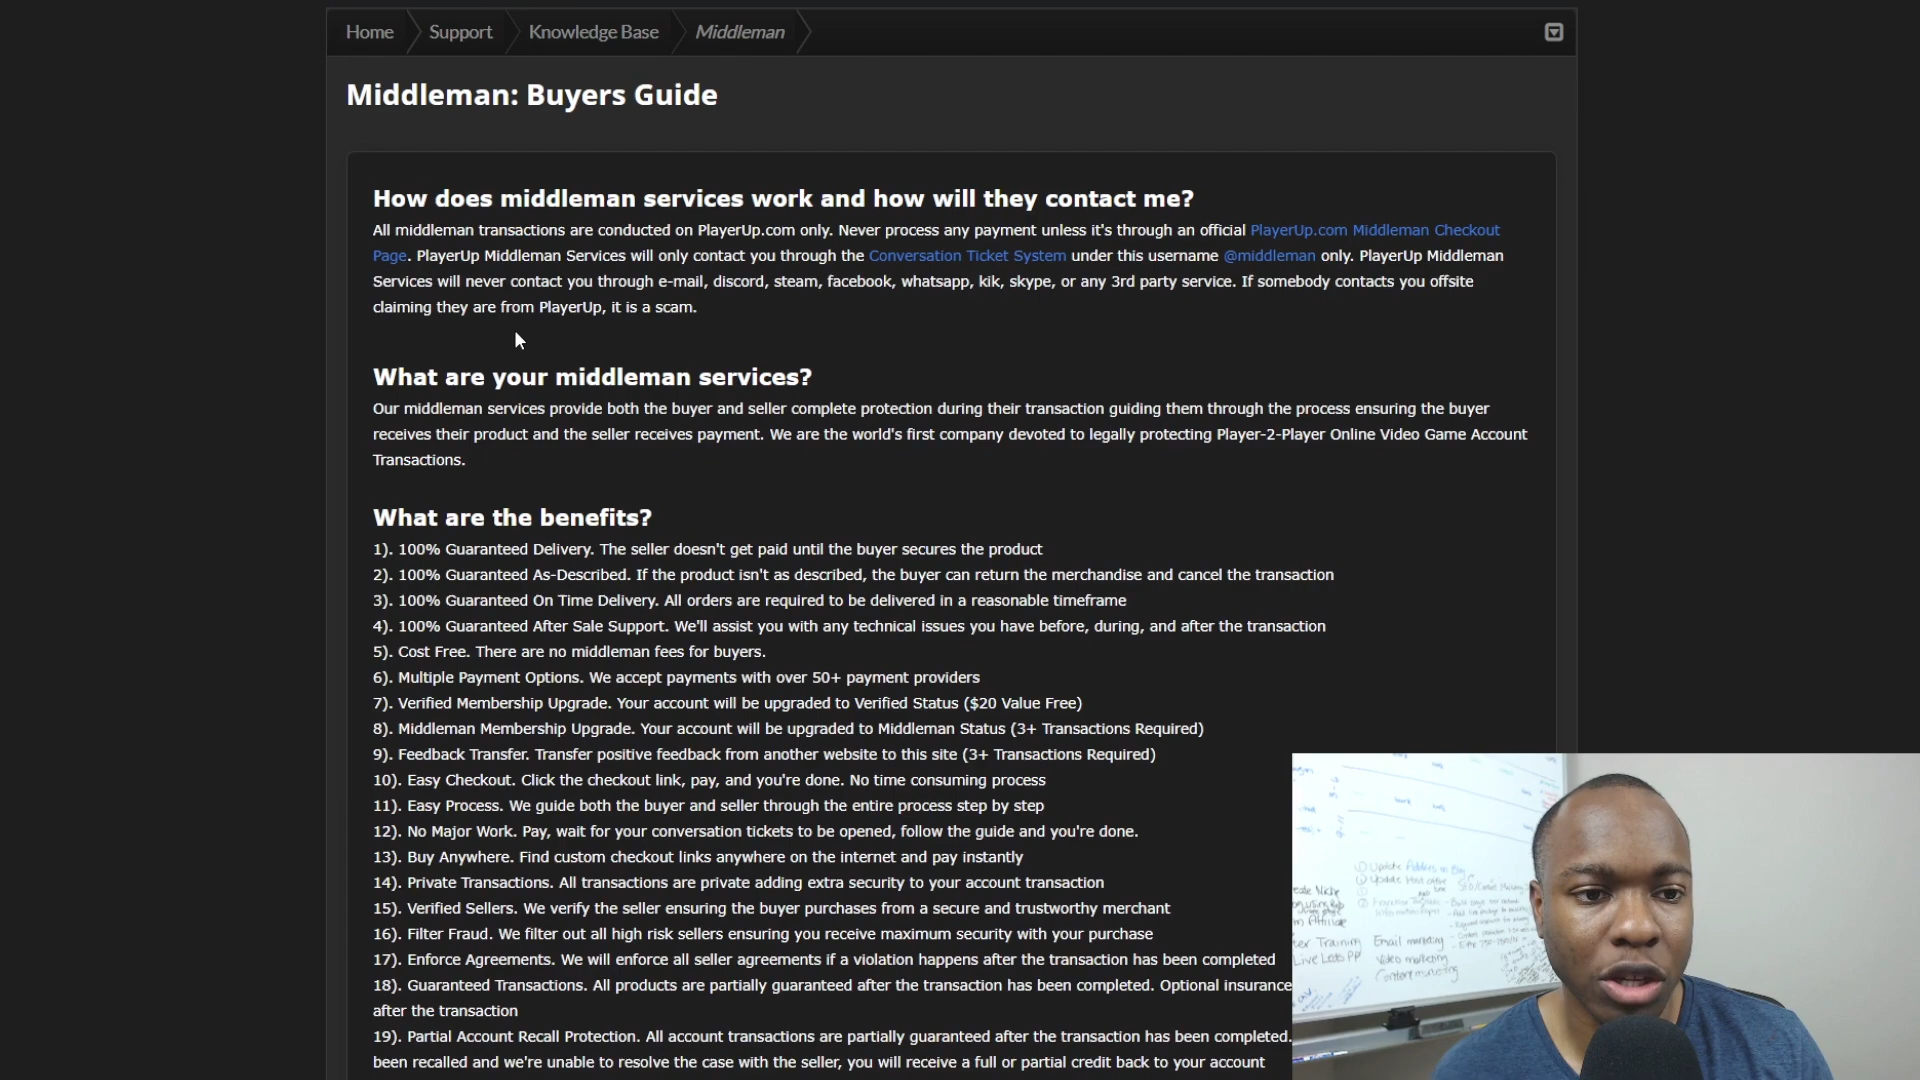 Home Support Knowledge Base Middleman
Middleman: Buyers Guide
How does middleman services work and how will they contact me?
All middleman transactions are conducted on PlayerUp.com only. Never process any payment unless it's through an official PlayerUp.com Middleman Checkout
Page. PlayerUp Middleman Services will only contact you through the Conversation Ticket System under this username @middleman only. PlayerUp Middleman
Services will never contact you through e-mail, discord, steam, facebook, whatsapp, kik, skype, or any 3rd party service. If somebody contacts you offsite
claiming they are from PlayerUp, it is a scam.
What are your middleman services?
Our middleman services provide both the buyer and seller complete protection during their transaction guiding them through the process ensuring the buyer
receives their product and the seller receives payment. We are the world's first company devoted to legally protecting Player-2-Player Online Video Game Account
Transactions.
What are the benefits?
1). 100% Guaranteed Delivery. The seller doesn't get paid until the buyer secures the product
2). 100% Guaranteed As-Described. If the product isn't as described, the buyer can return the merchandise and cancel the transaction
3). 100% Guaranteed On Time Delivery. All orders are required to be delivered in a reasonable timeframe
4). 100% Guaranteed After Sale Support. We'll assist you with any technical issues you have before, during, and after the transaction
5). Cost Free. There are no middleman fees for buyers.
6). Multiple Payment Options. We accept payments with over 50+ payment providers
7). Verified Membership Upgrade. Your account will be upgraded to Verified Status ($20 Value Free)
8). Middleman Membership Upgrade. Your account will be upgraded to Middleman Status (3+ Transactions Required)
9). Feedback Transfer. Transfer positive feedback from another website to this site (3+ Transactions Required)
10). Easy Checkout. Click the checkout link, pay, and you're done. No time consuming process
11). Easy Process. We guide both the buyer and seller through the entire process step by step
12). No Major Work. Pay, wait for your conversation tickets to be opened, follow the guide and you're done.
13). Buy Anywhere. Find custom checkout links anywhere on the internet and pay instantly
14). Private Transactions. All transactions are private adding extra security to your account transaction
15). Verified Sellers. We verify the seller ensuring the buyer purchases from a secure and trustworthy merchant
16). Filter Fraud. We filter out all high risk sellers ensuring you receive maximum security with your purchase
17). Enforce Agreements. We will enforce all seller agreements if a violation happens after the transaction has been completed
18). Guaranteed Transactions. All products are partially guaranteed after the transaction has been completed. Optional insurance
after the transaction
19). Partial Account Recall Protection. All account transactions are partially guaranteed after the transaction has been completed.
been recalled and we're unable to resolve the case with the seller, you will receive a full or partial credit back to your account
Email marketing
Video marketing
Content marketing